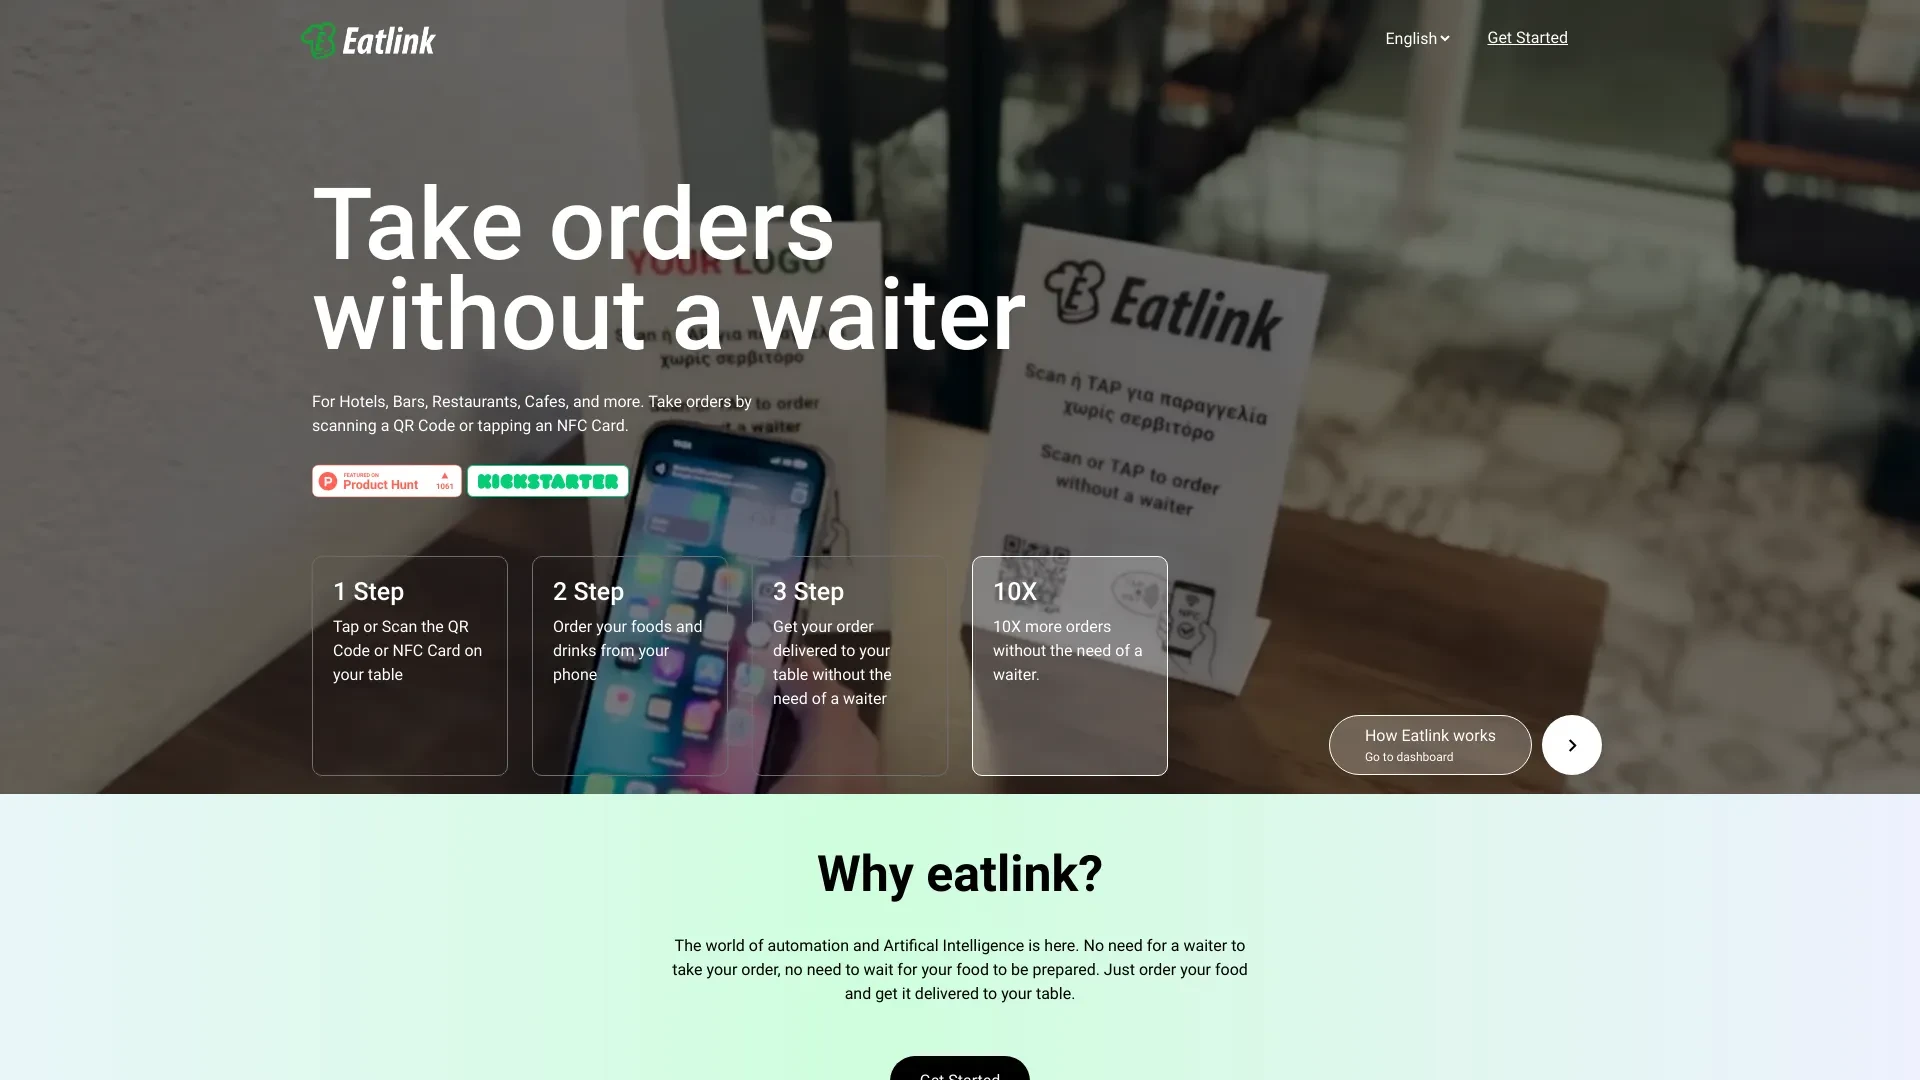 Eatlink
English
Get Started
Take orders
without a waiter
For Hotels, Bars, Restaurants, Cafes, and more. Take orders by
scanning a QR Code or tapping an NFC Card.
FEATURED ON
Product Hunt
1061
KICKSTARTER
YOUR LOGO
χωρίς σερβιτόρο
to order
a waiter
Eatlink
Scan ή TAP για παραγγελία
χωρίς σερβιτόρο
Scan or TAP to order
without a waiter
NFC
1 Step
Tap or Scan the QR
Code or NFC Card on
your table
2 Step
Order your foods and
drinks from your
phone
3 Step
Get your order
delivered to your
table without the
need of a waiter
10X
10X more orders
without the need of a
waiter.
How Eatlink works
Go to dashboard
Why eatlink?
The world of automation and Artifical Intelligence is here. No need for a waiter to
take your order, no need to wait for your food to be prepared. Just order your food
and get it delivered to your table.
Get Started